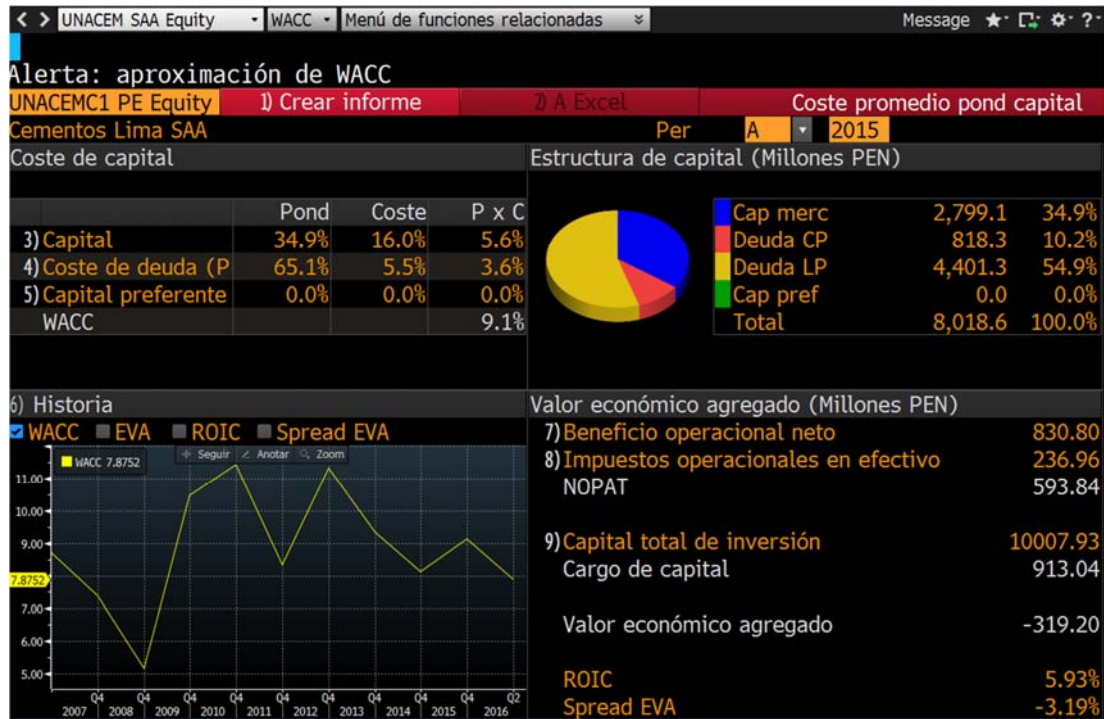 < > UNACEM SAA Equity WACC Menú de funciones relacionadas Message ?
Alerta: aproximación de WACC
UNACEMC1 PE Equity 1) Crear informe 2) A Excel Coste promedio pond capital
Cementos Lima SAA Per A 2015
Coste de capital
Pond Coste P x C
3) Capital 34.9% 16.0% 5.6%
4) Coste de deuda (P 65.1% 5.5% 3.6%
5) Capital preferente 0.0% 0.0% 0.0%
WACC 9.1%
Estructura de capital (Millones PEN)
Cap merc 2,799.1 34.9%
Deuda CP 818.3 10.2%
Deuda LP 4,401.3 54.9%
Cap pref 0.0 0.0%
Total 8,018.6 100.0%
6) Historia
WACC EVA ROIC Spread EVA
WACC 7.8752 Seguir Anotar Zoom
11.00
10.00
9.00
7.8752
7.00
6.00
5.00
Q4 Q4 Q4 Q4 Q4 Q4 Q4 Q4 Q4 Q2
2007 2008 2009 2010 2011 2012 2013 2014 2015 2016
Valor económico agregado (Millones PEN)
7) Beneficio operacional neto 830.80
8) Impuestos operacionales en efectivo 236.96
NOPAT 593.84
9) Capital total de inversión 10007.93
Cargo de capital 913.04
Valor económico agregado -319.20
ROIC 5.93%
Spread EVA -3.19%